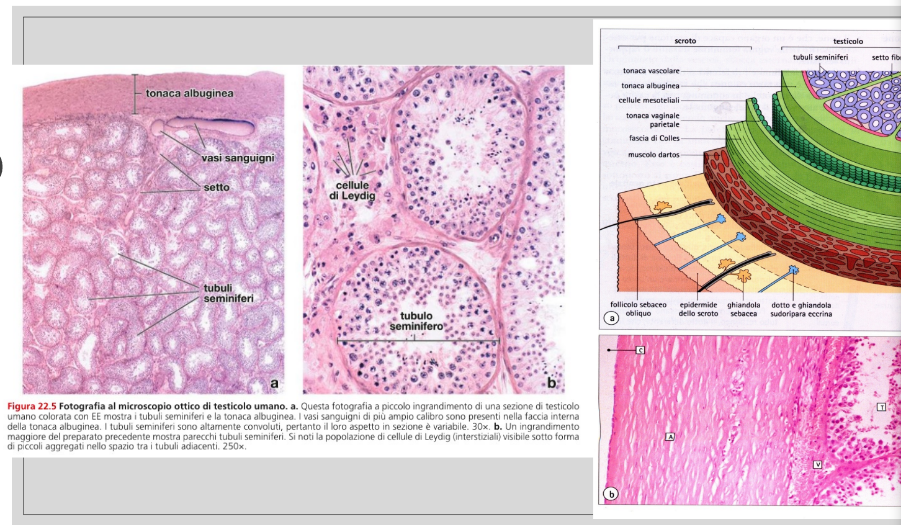 tonaca albuginea
vasi sanguigni
setto
tubuli
seminiferi
a
cellule
di Leydig
tubulo
seminifero
b
Figura 22.5 Fotografia al microscopio ottico di testicolo umano. a. Questa fotografia a piccolo ingrandimento di una sezione di testicolo
umano colorata con EE mostra i tubuli seminiferi e la tonaca albuginea. I vasi sanguigni di più ampio calibro sono presenti nella faccia interna
della tonaca albuginea. I tubuli seminiferi sono altamente convoluti, pertanto il loro aspetto in sezione è variabile. 30×. b. Un ingrandimento
maggiore del preparato precedente mostra parecchi tubuli seminiferi. Si noti la popolazione di cellule di Leydig (interstiziali) visibile sotto forma
di piccoli aggregati nello spazio tra i tubuli adiacenti. 250×.
scroto
testicolo
tubuli seminiferi
setto
tonaca vascolare
tonaca albuginea
cellule mesoteliali
tonaca vaginale
parietale
fascia di Colles
muscolo dartos
follicolo sebaceo
obliquo
epidermide
dello scroto
ghiandola
sebacea
dotto e ghiandola
sudoripara eccrina
a
C
A
V
T
b